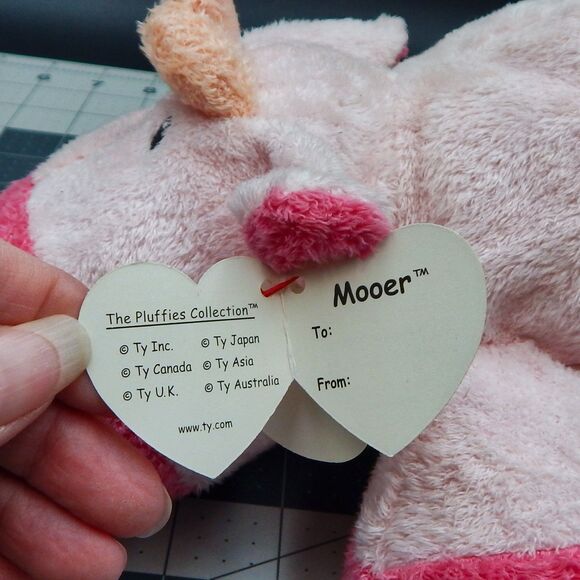 The Pluffies Collection™
© Ty Inc. © Ty Japan
© Ty Canada © Ty Asia
© Ty U.K. © Ty Australia
www.ty.com
Mooer™
To:
From: